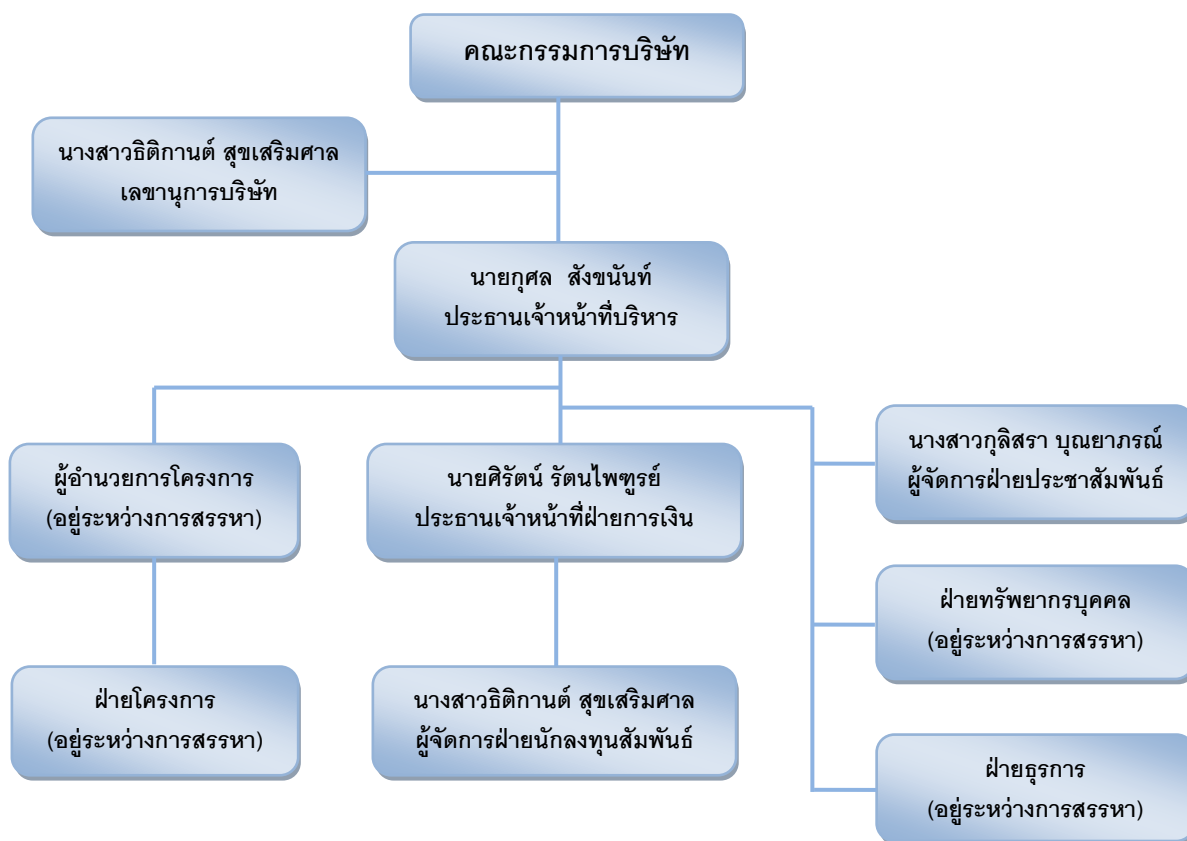 คณะกรรมการบริษัท
นางสาวธิติกานต์ สุขเสริมศาล
เลขานุการบริษัท
นายกุศล สังขนันท์
ประธานเจ้าหน้าที่บริหาร
ผู้อำนวยการโครงการ
(อยู่ระหว่างการสรรหา)
นายศิรัตน์ รัตนไพฑูรย์
ประธานเจ้าหน้าที่ฝ่ายการเงิน
นางสาวกุลิสรา บุณยาภรณ์
ผู้จัดการฝ่ายประชาสัมพันธ์
ฝ่ายทรัพยากรบุคคล
(อยู่ระหว่างการสรรหา)
ฝ่ายโครงการ
(อยู่ระหว่างการสรรหา)
นางสาวธิติกานต์ สุขเสริมศาล
ผู้จัดการฝ่ายนักลงทุนสัมพันธ์
ฝ่ายธุรการ
(อยู่ระหว่างการสรรหา)